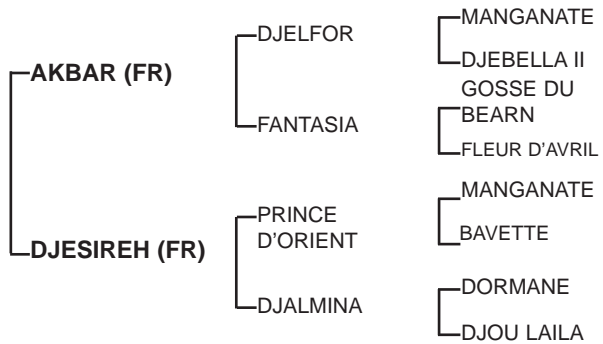 MANGANATE
DJELFOR
DJEBELLA II
AKBAR (FR)
GOSSE DU
BEARN
FANTASIA
FLEUR D'AVRIL
MANGANATE
PRINCE
D'ORIENT
BAVETTE
DJESIREH (FR)
DORMANE
DJALMINA
DJOU LAILA